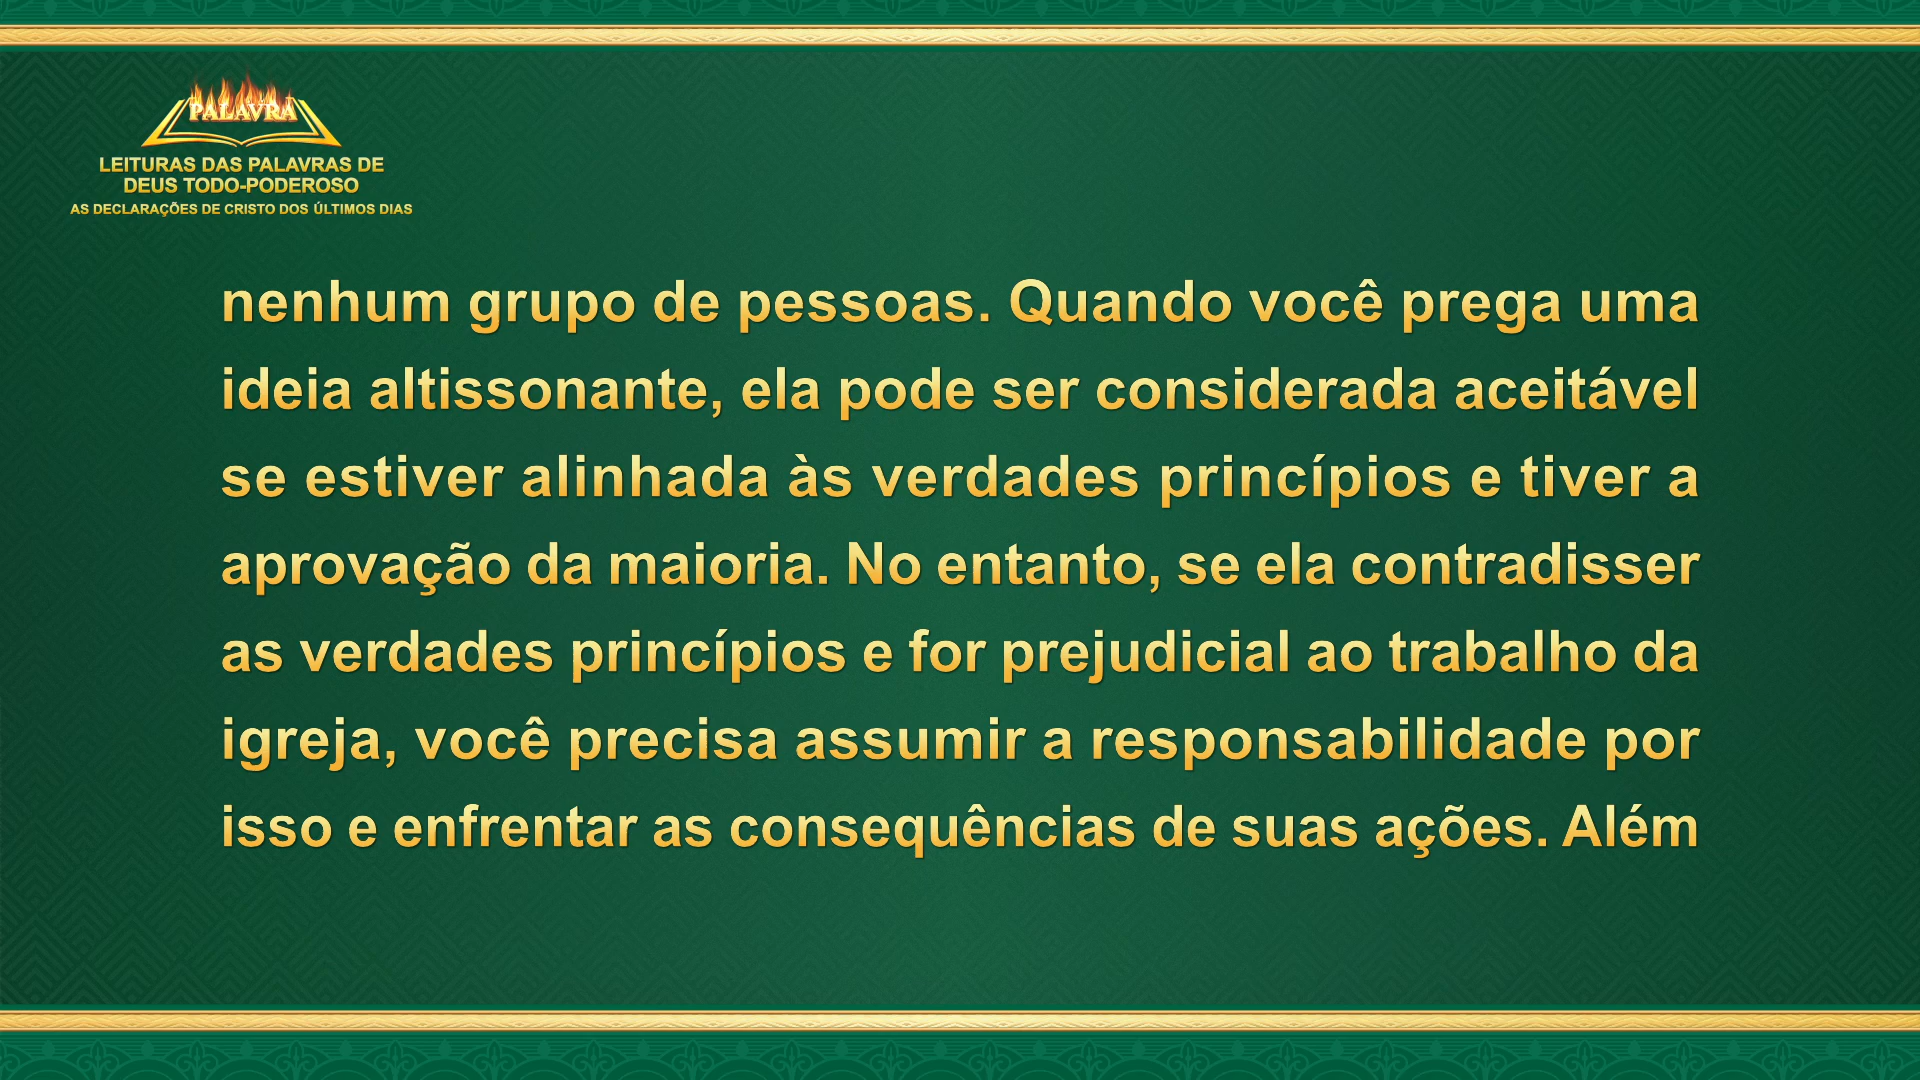 PALAVRA
LEITURAS DAS PALAVRAS DE
DEUS TODO-PODEROSO
AS DECLARAÇÕES DE CRISTO DOS ÚLTIMOS DIAS
nenhum grupo de pessoas. Quando você prega uma
ideia altissonante, ela pode ser considerada aceitável
se estiver alinhada às verdades princípios e tiver a
aprovação da maioria. No entanto, se ela contradisser
as verdades princípios e for prejudicial ao trabalho da
igreja, você precisa assumir a responsabilidade por
isso e enfrentar as consequências de suas ações. Além